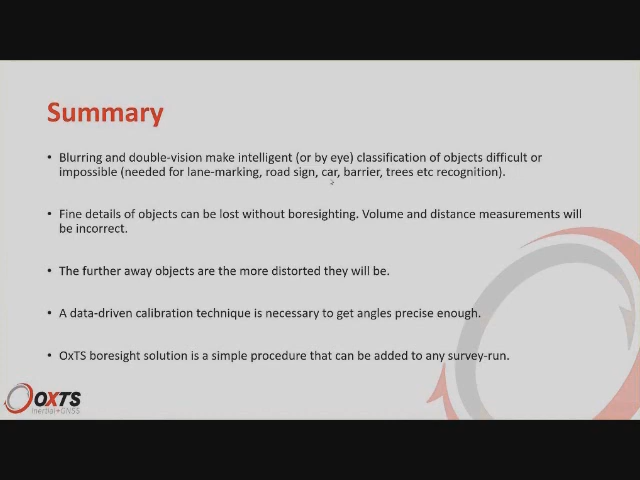 Summary
• Blurring and double-vision make intelligent (or by eye) classification of objects difficult or
impossible (needed for lane-marking, road sign, car, barrier, trees etc recognition).
• Fine details of objects can be lost without boresighting. Volume and distance measurements will
be incorrect.
• The further away objects are the more distorted they will be.
• A data-driven calibration technique is necessary to get angles precise enough.
• OxTS boresight solution is a simple procedure that can be added to any survey-run.
OXTS
Inertial+GNSS